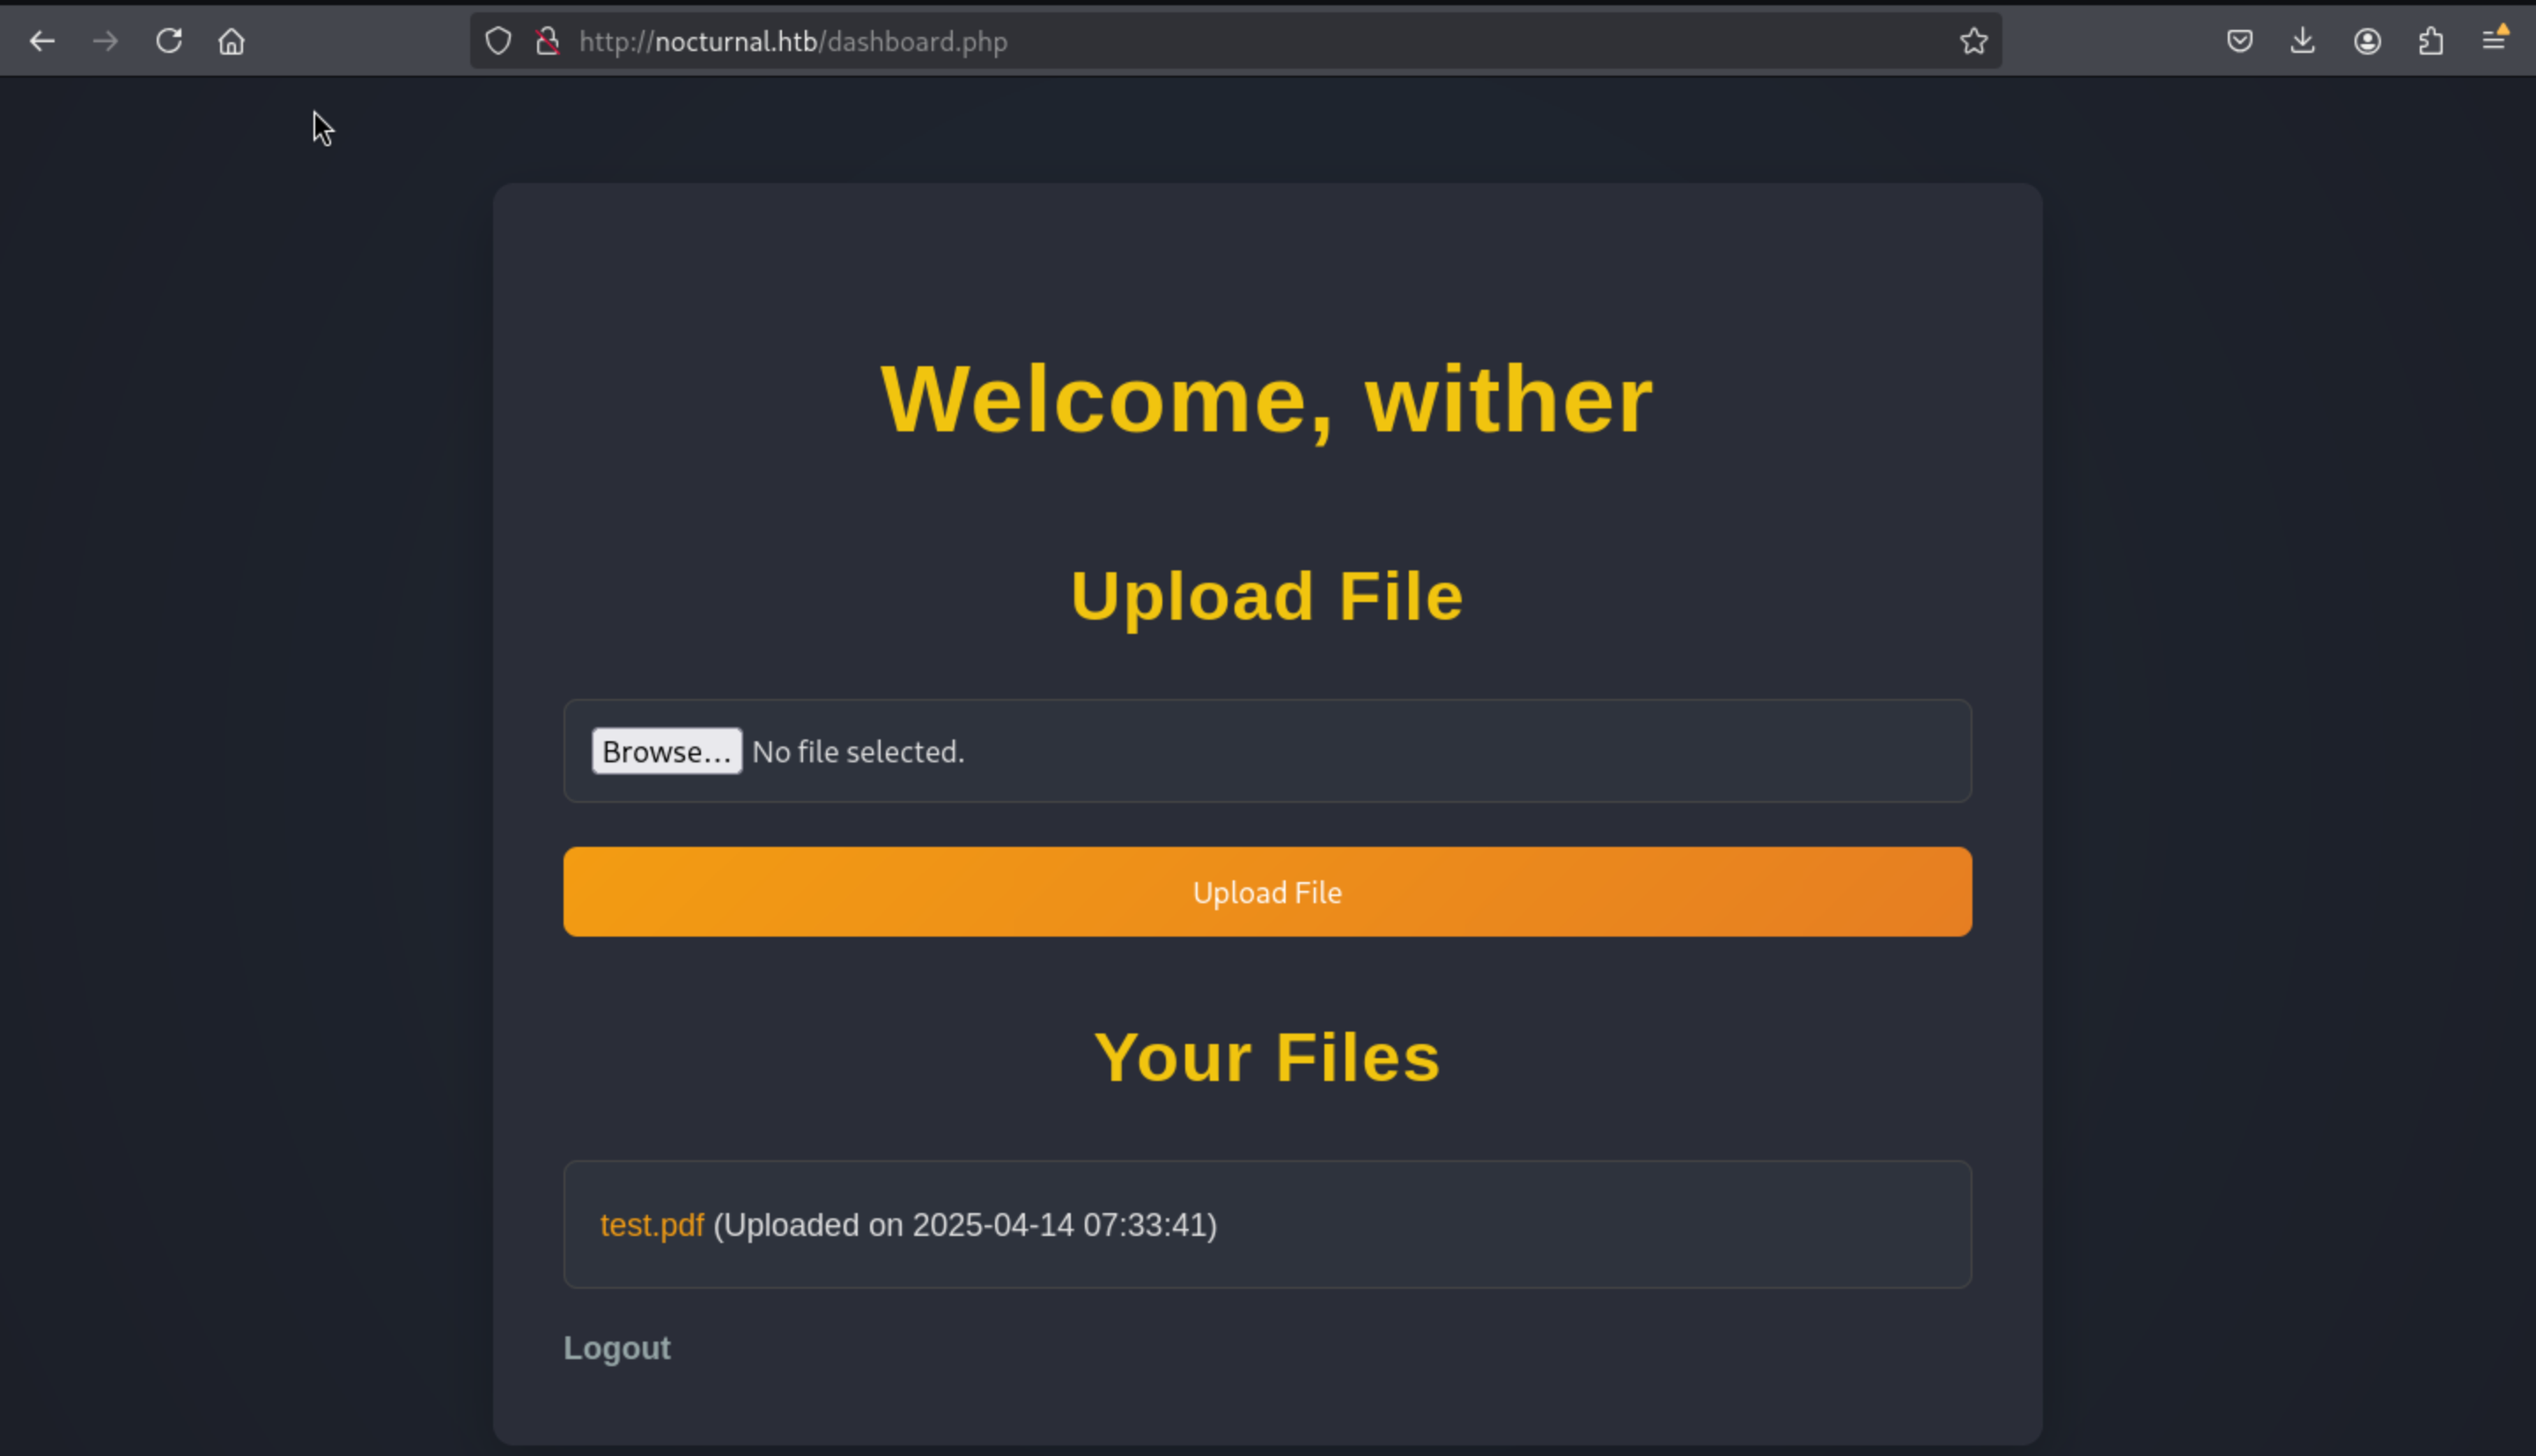 http://nocturnal.htb/dashboard.php
Welcome, wither
Upload File
Browse... No file selected.
Upload File
Your Files
test.pdf (Uploaded on 2025-04-14 07:33:41)
Logout